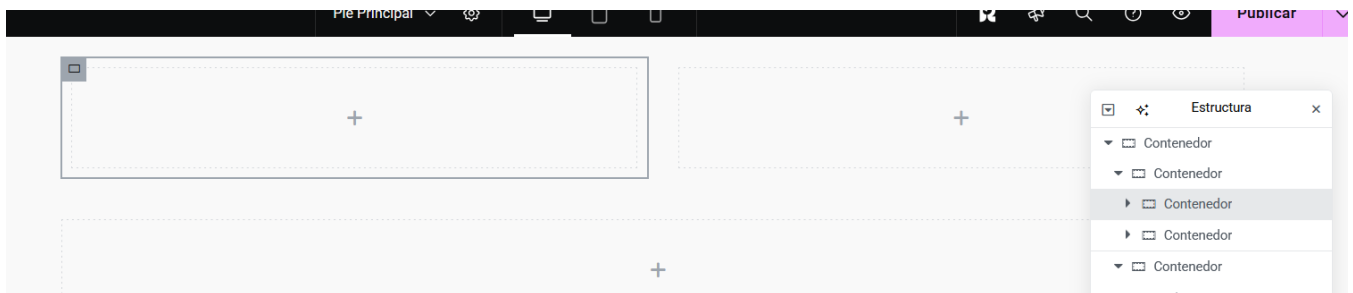 Pie Principal
Publicar
Estructura
Contenedor
Contenedor
Contenedor
Contenedor
Contenedor